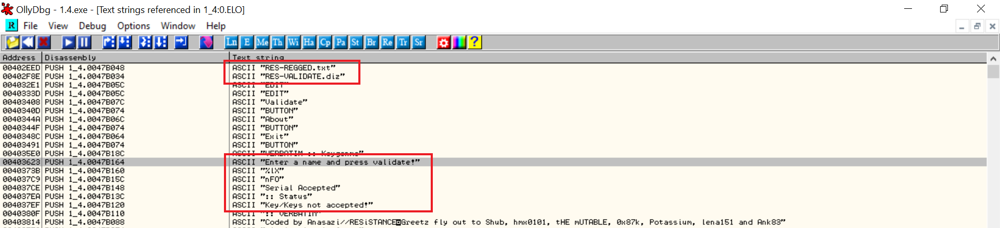 OllyDbg - 1.4.exe - [Text strings referenced in 1_4:0.ELO]
R File View Debug Options Window Help
Ln E Me Th Wi Ha Cp Pa St Br Re Tr Sr ?
Address Disassembly Text string
00402EED PUSH 1_4.0047B048 ASCII "RES-REGGED.txt"
00402F8E PUSH 1_4.0047B034 ASCII "RES-VALIDATE.diz"
004032E1 PUSH 1_4.0047B05C ASCII "EDIT"
0040333D PUSH 1_4.0047B05C ASCII "EDIT"
00403408 PUSH 1_4.0047B07C ASCII "Validate"
0040340D PUSH 1_4.0047B074 ASCII "BUTTON"
0040344A PUSH 1_4.0047B06C ASCII "About"
0040344F PUSH 1_4.0047B074 ASCII "BUTTON"
0040348C PUSH 1_4.0047B064 ASCII "Exit"
00403491 PUSH 1_4.0047B074 ASCII "BUTTON"
004035E0 PUSH 1_4.0047B18C ASCII "VERBATIM :: Keygenme"
00403623 PUSH 1_4.0047B164 ASCII "Enter a name and press validate!"
0040373B PUSH 1_4.0047B160 ASCII "%lX"
004037C9 PUSH 1_4.0047B15C ASCII "nFO"
004037CE PUSH 1_4.0047B148 ASCII "Serial Accepted"
004037EA PUSH 1_4.0047B13C ASCII ":: Status"
004037EF PUSH 1_4.0047B120 ASCII "Key/Keys not accepted!"
0040380F PUSH 1_4.0047B110 ASCII ":: VERBATIM"
00403814 PUSH 1_4.0047B088 ASCII "Coded by Anasazi//RESiSTANCE◘Greetz fly out to Shub, hmx0101, tHE mUTABLE, 0x87k, Potassium, lena151 and Ank83"